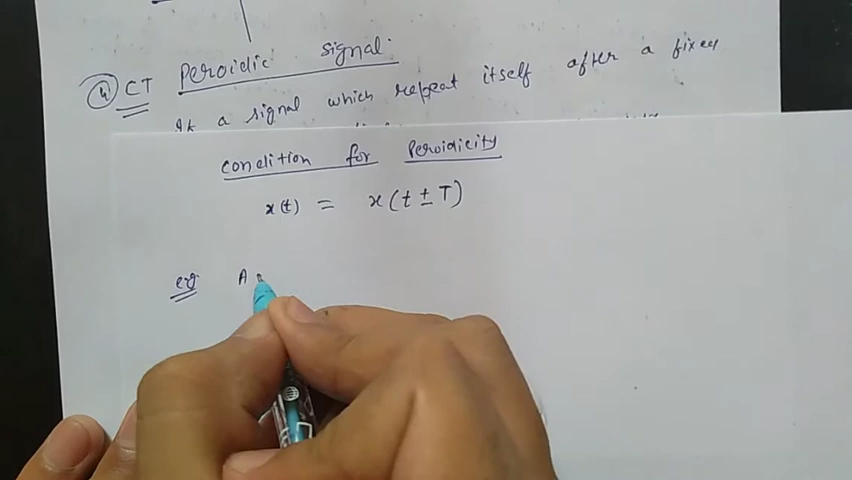 ④ CT Peroidic signal.
It a signal which repeat itself after a fixed
condition for Peroidicity
x(t) = x(t ± T)
eg A